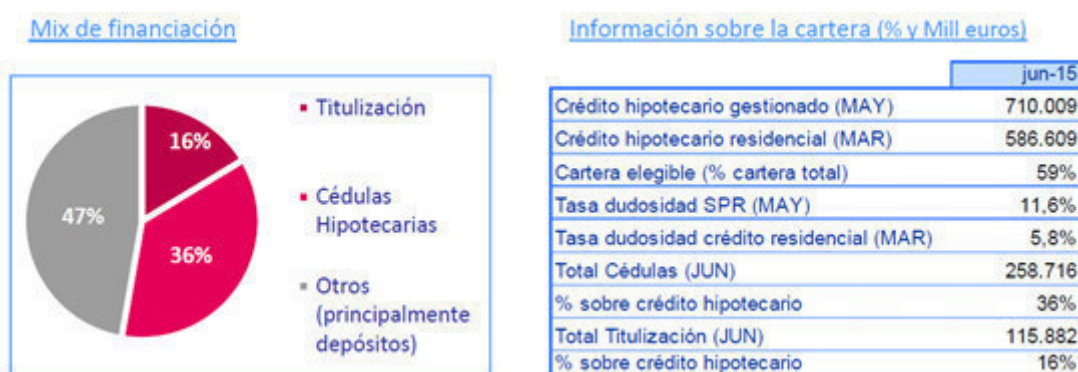 Mix de financiación
Información sobre la cartera (% y Mill euros)
16%
47%
36%
Titulización
Cédulas
Hipotecarias
Otros
(principalmente
depósitos)
jun-15
Crédito hipotecario gestionado (MAY) 710.009
Crédito hipotecario residencial (MAR) 586.609
Cartera elegible (% cartera total) 59%
Tasa dudosidad SPR (MAY) 11,6%
Tasa dudosidad crédito residencial (MAR) 5,8%
Total Cédulas (JUN) 258.716
% sobre crédito hipotecario 36%
Total Titulización (JUN) 115.882
% sobre crédito hipotecario 16%